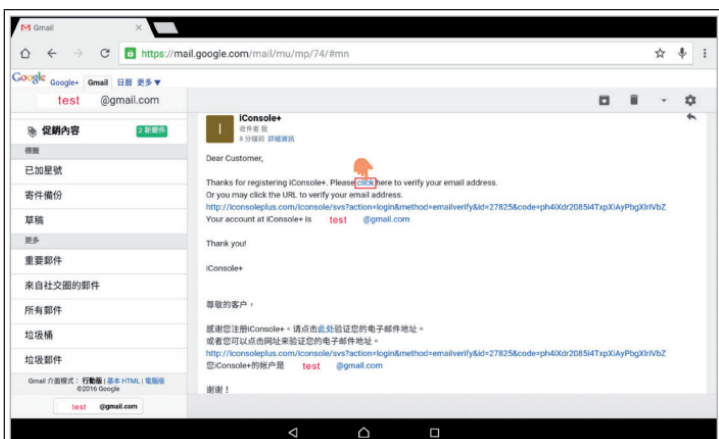 Gmail
https://mail.google.com/mail/mu/mp/74/#mn
Google Google+ Gmail 日曆 更多▼
test @gmail.com
促銷內容 2 新郵件
標籤
已加星號
寄件備份
草稿
更多
重要郵件
來自社交圈的郵件
所有郵件
垃圾桶
垃圾郵件
Gmail 介面模式： 行動版 | 基本 HTML | 電腦版
©2016 Google
test @gmail.com
I
iConsole+
收件者 我
6 分鐘前 詳細資訊
Dear Customer,
Thanks for registering iConsole+. Please click here to verify your email address.
Or you may click the URL to verify your email address.
http://iconsoleplus.com/iconsole/svs?action=login&method=emailverify&id=27825&code=ph4iXdr2085i4TxpXiAyPbgXlrIVbZ
Your account at iConsole+ is test @gmail.com
Thank you!
iConsole+
尊敬的客户，
感谢您注册iConsole+。请点击此处验证您的电子邮件地址。
或者您可以点击网址来验证您的电子邮件地址。
http://iconsoleplus.com/iconsole/svs?action=login&method=emailverify&id=27825&code=ph4iXdr2085i4TxpXiAyPbgXlrIVbZ
您iConsole+的帐户是 test @gmail.com
谢谢！